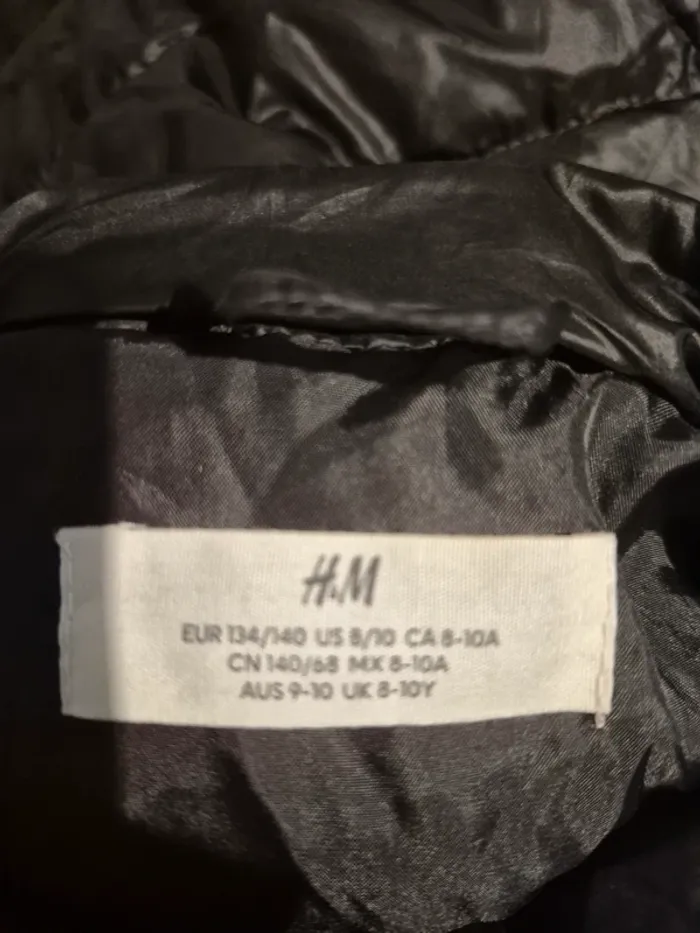 H&M
EUR 134/140 US 8/10 CA 8-10A
CN 140/68 MX 8-10A
AUS 9-10 UK 8-10Y